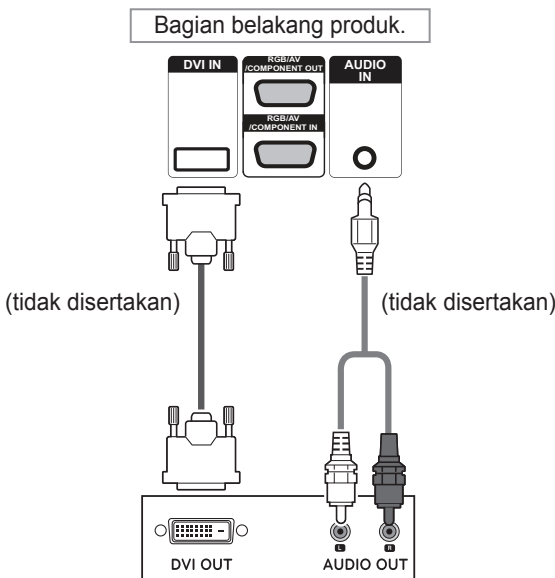 Bagian belakang produk.
DVI IN
RGB/AV
/COMPONENT OUT
AUDIO
IN
RGB/AV
/COMPONENT IN
(tidak disertakan)
(tidak disertakan)
L
R
DVI OUT
AUDIO OUT